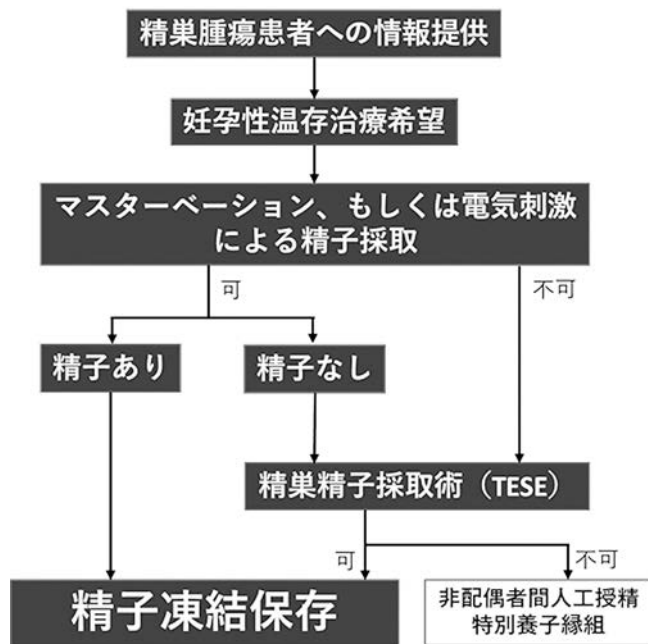 精巣腫瘍患者への情報提供
妊孕性温存治療希望
マスターベーション、もしくは電気刺激
による精子採取
可
不可
精子あり
精子なし
精巣精子採取術（TESE）
可
不可
精子凍結保存
非配偶者間人工授精
特別養子縁組